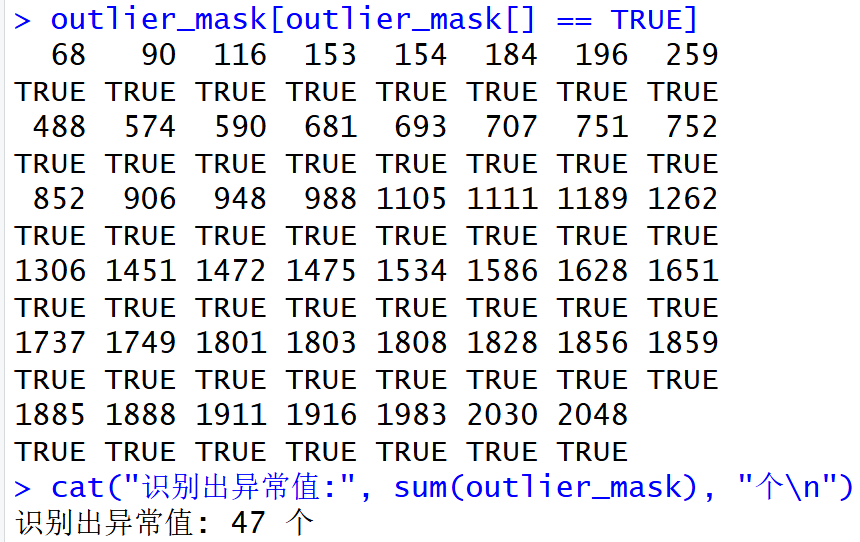 > outlier_mask[outlier_mask[] == TRUE]
68 90 116 153 154 184 196 259
TRUE TRUE TRUE TRUE TRUE TRUE TRUE TRUE
488 574 590 681 693 707 751 752
TRUE TRUE TRUE TRUE TRUE TRUE TRUE TRUE
852 906 948 988 1105 1111 1189 1262
TRUE TRUE TRUE TRUE TRUE TRUE TRUE TRUE
1306 1451 1472 1475 1534 1586 1628 1651
TRUE TRUE TRUE TRUE TRUE TRUE TRUE TRUE
1737 1749 1801 1803 1808 1828 1856 1859
TRUE TRUE TRUE TRUE TRUE TRUE TRUE TRUE
1885 1888 1911 1916 1983 2030 2048
TRUE TRUE TRUE TRUE TRUE TRUE TRUE
> cat("识别出异常值:", sum(outlier_mask), "个\n")
识别出异常值: 47 个